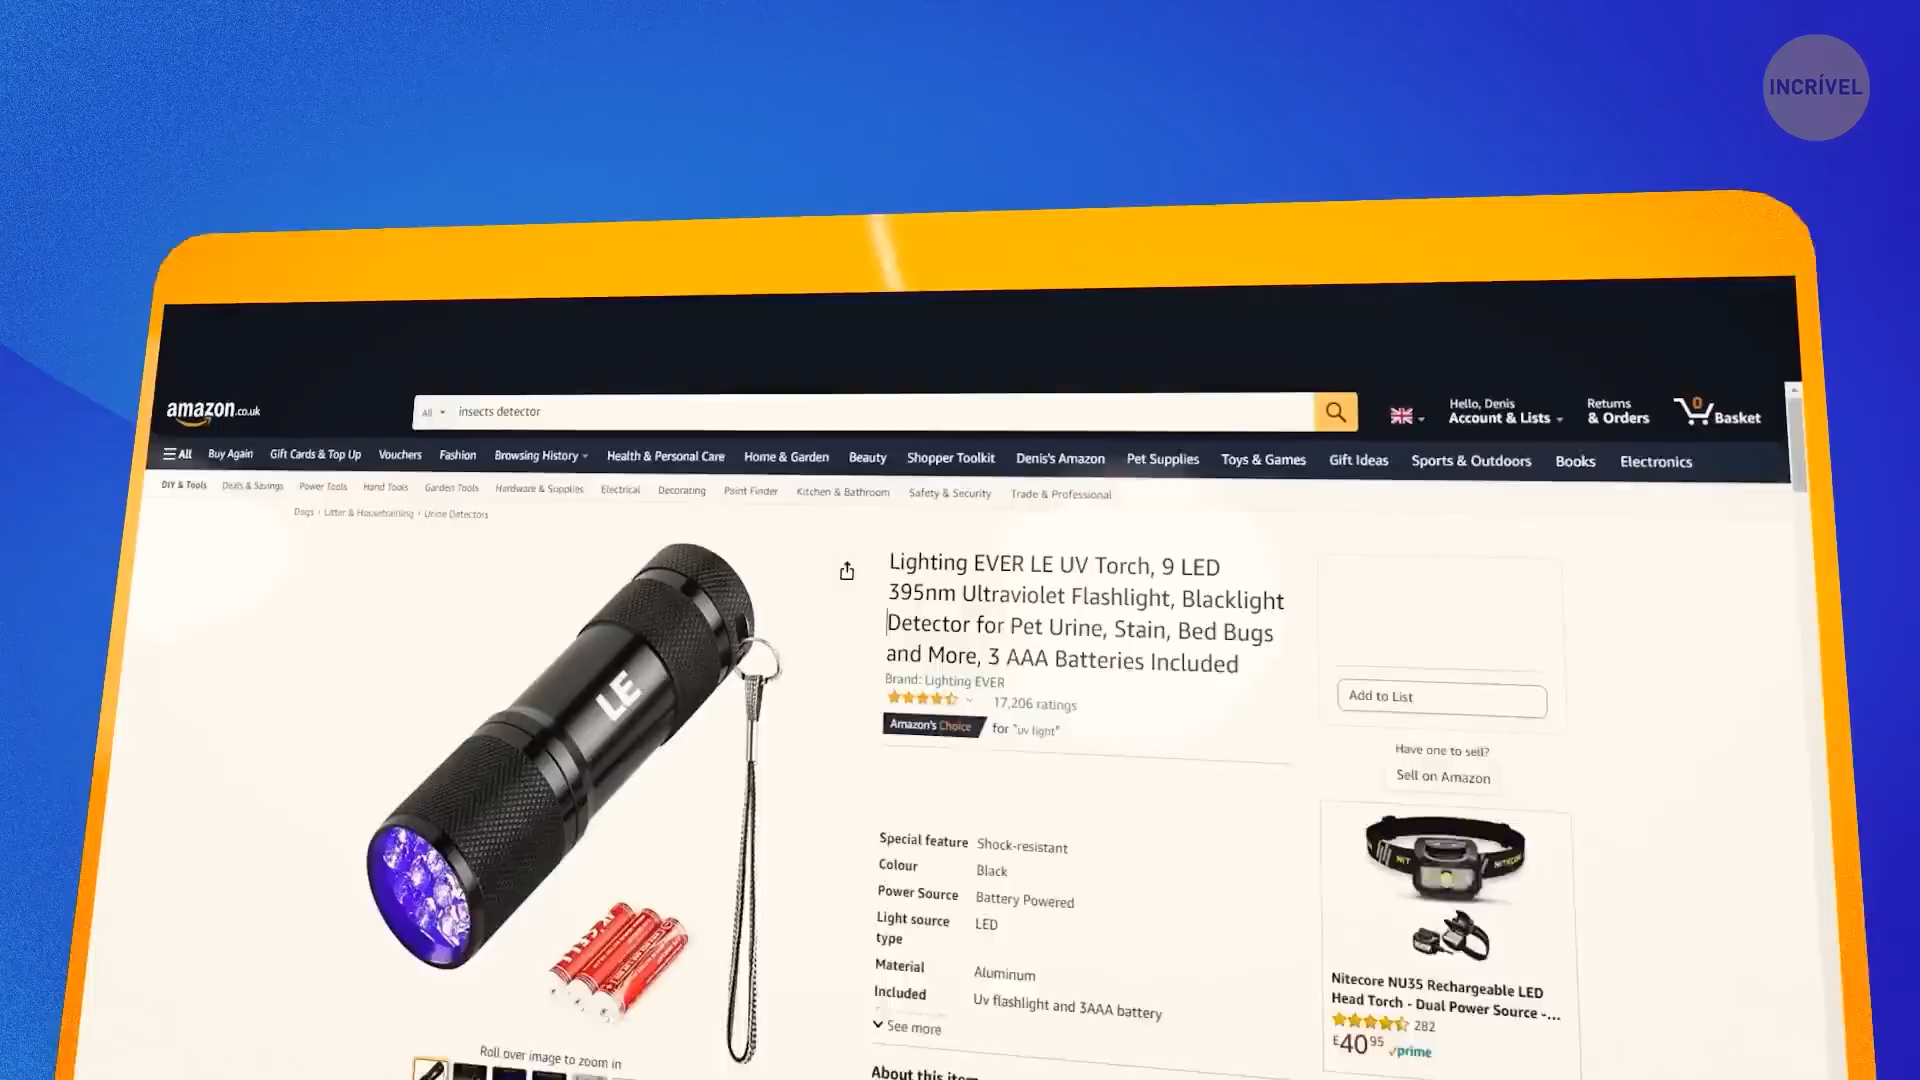 INCRÍVEL
amazon.co.uk
All
insects detector
Hello, Denis
Account & Lists
Returns
& Orders
0
Basket
All
Buy Again
Gift Cards & Top Up
Vouchers
Fashion
Browsing History
Health & Personal Care
Home & Garden
Beauty
Shopper Toolkit
Denis's Amazon
Pet Supplies
Toys & Games
Gift Ideas
Sports & Outdoors
Books
Electronics
DIY & Tools
Deals & Savings
Power Tools
Hand Tools
Garden Tools
Hardware & Supplies
Electrical
Decorating
Paint Finder
Kitchen & Bathroom
Safety & Security
Trade & Professional
Dogs › Litter & Housetraining › Urine Detectors
LE
Roll over image to zoom in
Lighting EVER LE UV Torch, 9 LED
395nm Ultraviolet Flashlight, Blacklight
Detector for Pet Urine, Stain, Bed Bugs
and More, 3 AAA Batteries Included
Brand: Lighting EVER
17,206 ratings
Amazon's Choice for "uv light"
Special feature Shock-resistant
Colour Black
Power Source Battery Powered
Light source LED
type
Material Aluminum
Included Uv flashlight and 3AAA battery
See more
About this item
Add to List
Have one to sell?
Sell on Amazon
NIT
Nitecore NU35 Rechargeable LED
Head Torch - Dual Power Source -...
282
£40.95 prime